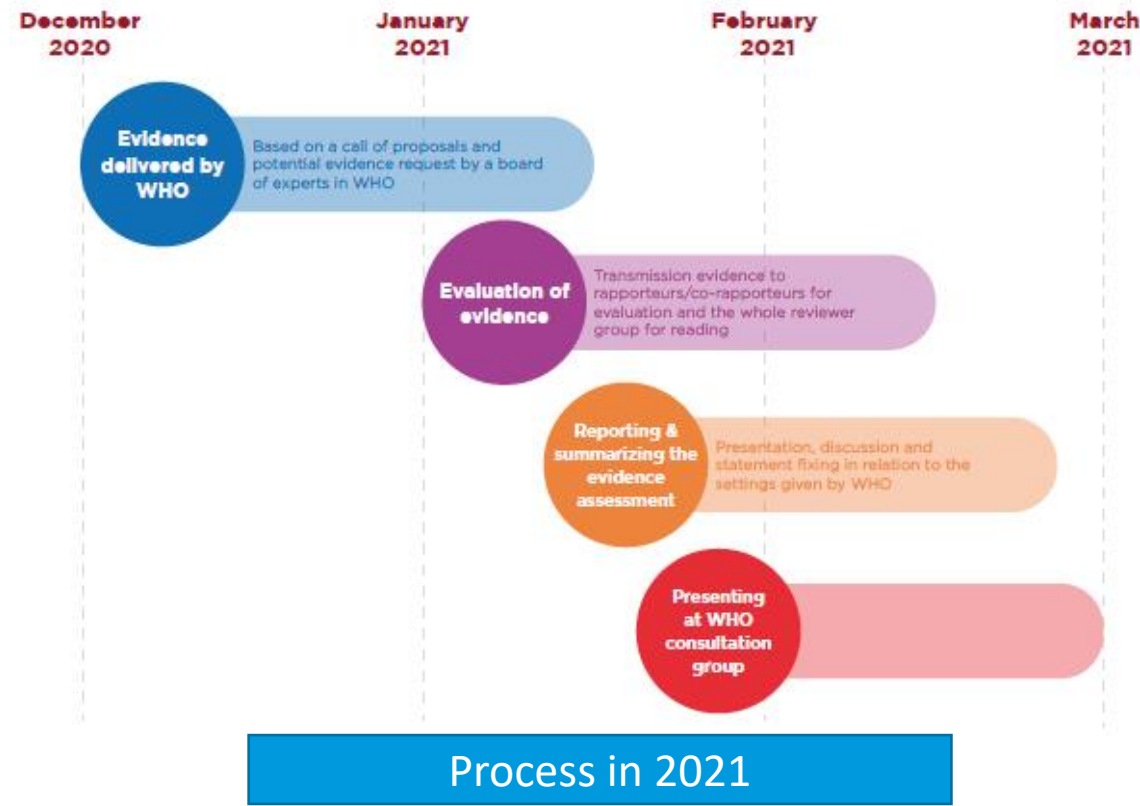 December
2020
January
2021
February
2021
March
2021
Evidence
delivered by
WHO
Based on a call of proposals and
potential evidence request by a board
of experts in WHO
Evaluation of
evidence
Transmission evidence to
rapporteurs/co-rapporteurs for
evaluation and the whole reviewer
group for reading
Reporting &
summarizing the
evidence
assessment
Presentation, discussion and
statement fixing in relation to the
settings given by WHO
Presenting
at WHO
consultation
group
Process in 2021